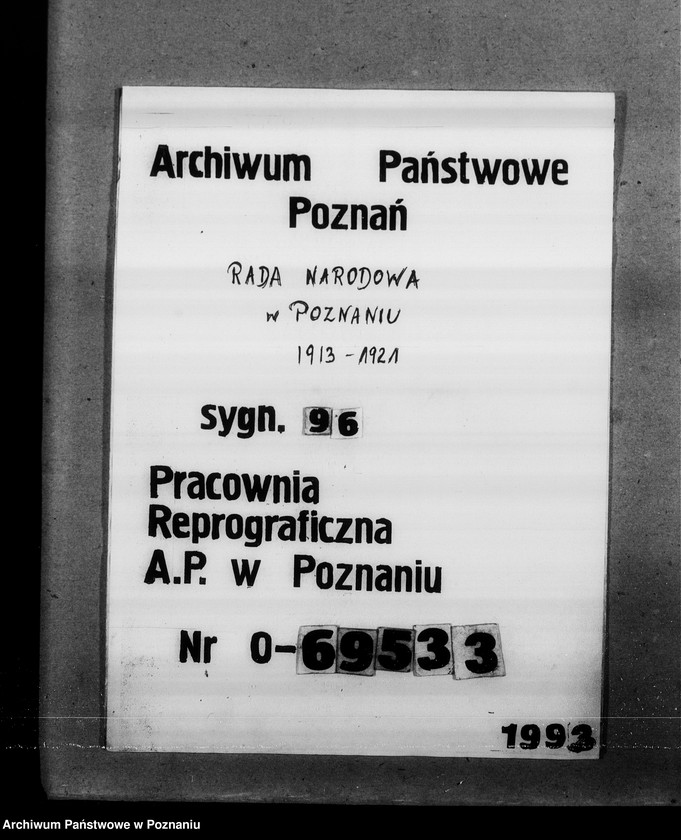 Archiwum Państwowe
Poznań
RADA NARODOWA
w POZNANIU
1913-1921
sygn. 96
Pracownia
Reprograficzna
A.P. w Poznaniu
Nr 0-69533
1993
Archiwum Państwowe w Poznaniu